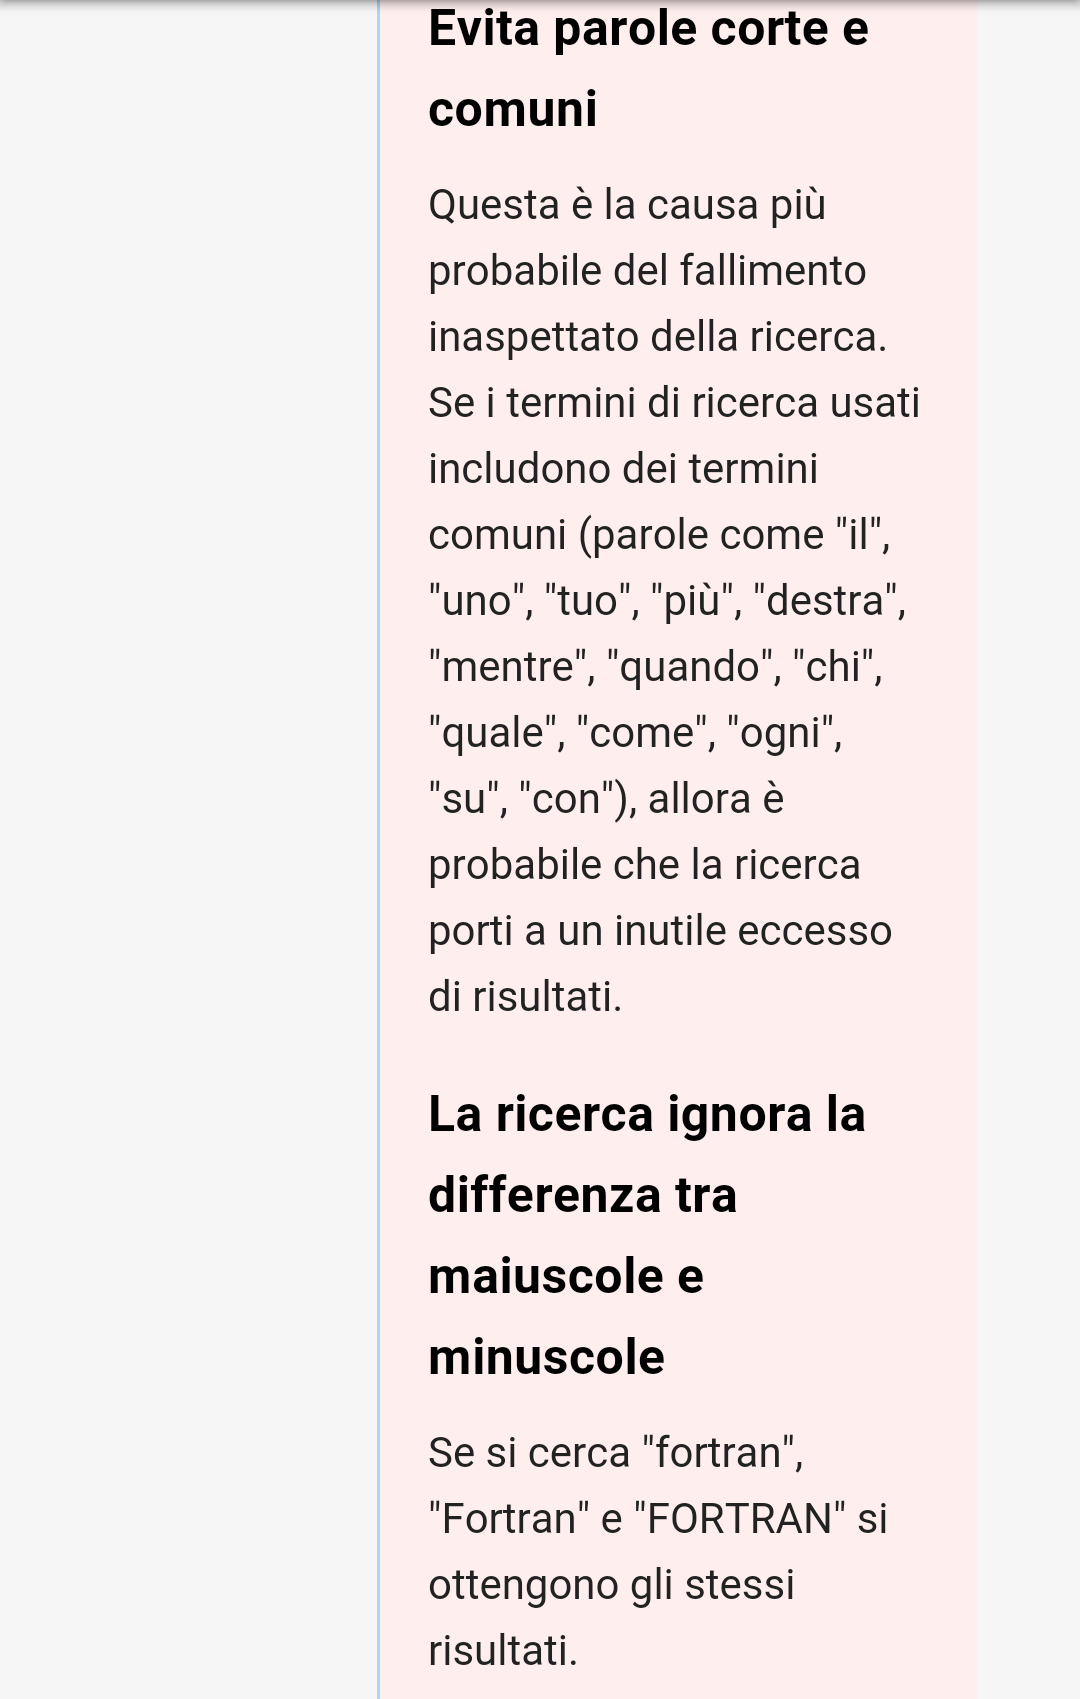 Evita parole corte e
comuni
Questa è la causa più
probabile del fallimento
inaspettato della ricerca.
Se i termini di ricerca usati
includono dei termini
comuni (parole come "il",
"uno", "tuo", "più", "destra",
"mentre", "quando", "chi",
"quale", "come", "ogni",
"su", "con"), allora è
probabile che la ricerca
porti a un inutile eccesso
di risultati.
La ricerca ignora la
differenza tra
maiuscole e
minuscole
Se si cerca "fortran",
"Fortran" e "FORTRAN" si
ottengono gli stessi
risultati.